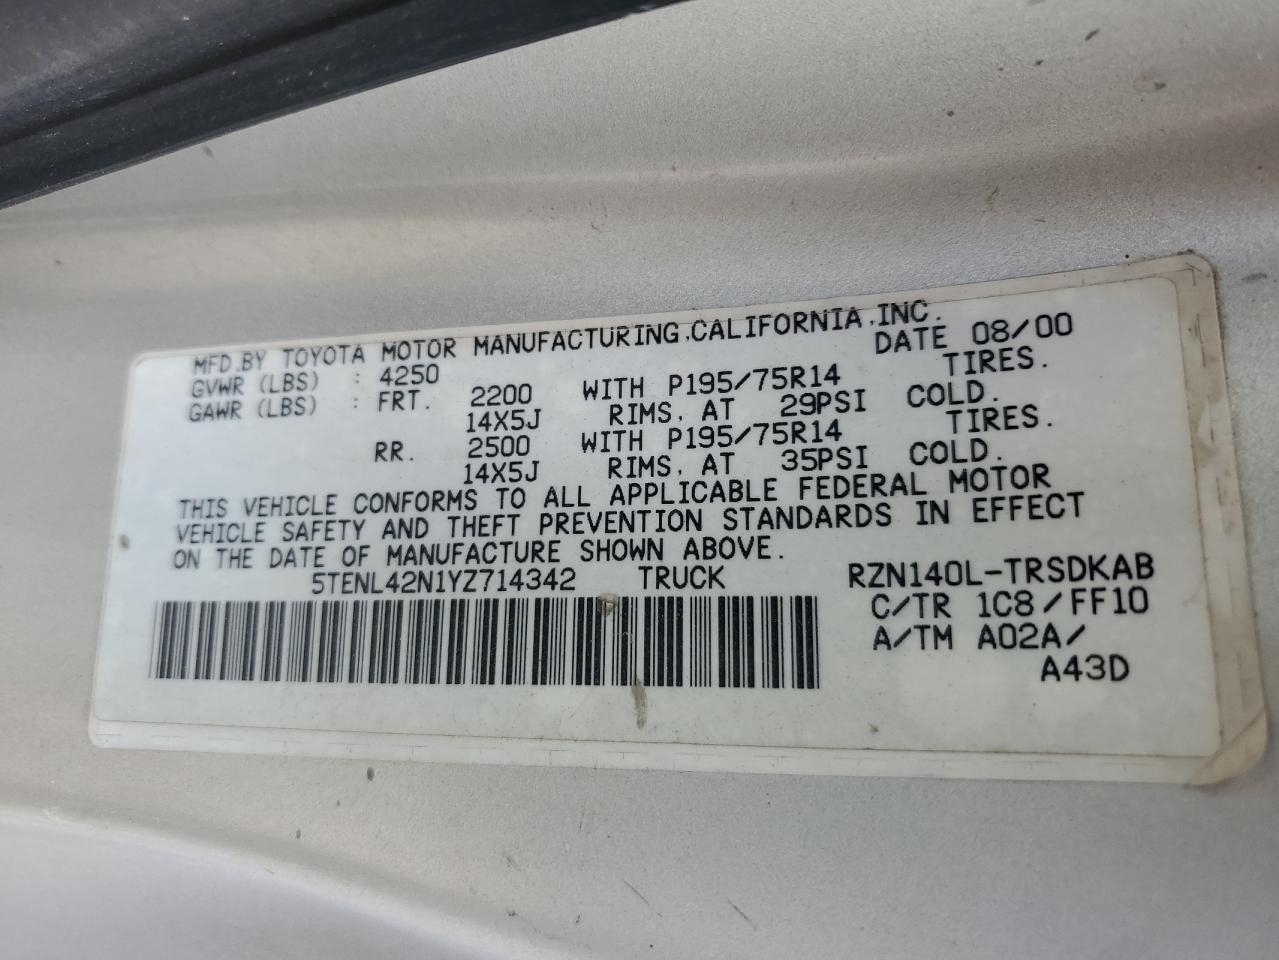 MFD.BY TOYOTA MOTOR MANUFACTURING.CALIFORNIA.INC.
GVWR (LBS) : 4250 DATE 08/00
GAWR (LBS) : FRT. 2200 WITH P195/75R14 TIRES.
14X5J RIMS, AT 29PSI COLD.
RR. 2500 WITH P195/75R14 TIRES.
14X5J RIMS, AT 35PSI COLD.
THIS VEHICLE CONFORMS TO ALL APPLICABLE FEDERAL MOTOR
VEHICLE SAFETY AND THEFT PREVENTION STANDARDS IN EFFECT
ON THE DATE OF MANUFACTURE SHOWN ABOVE.
5TENL42N1YZ714342 TRUCK RZN140L-TRSDKAB
C/TR 1C8/FF10
A/TM A02A/
A43D